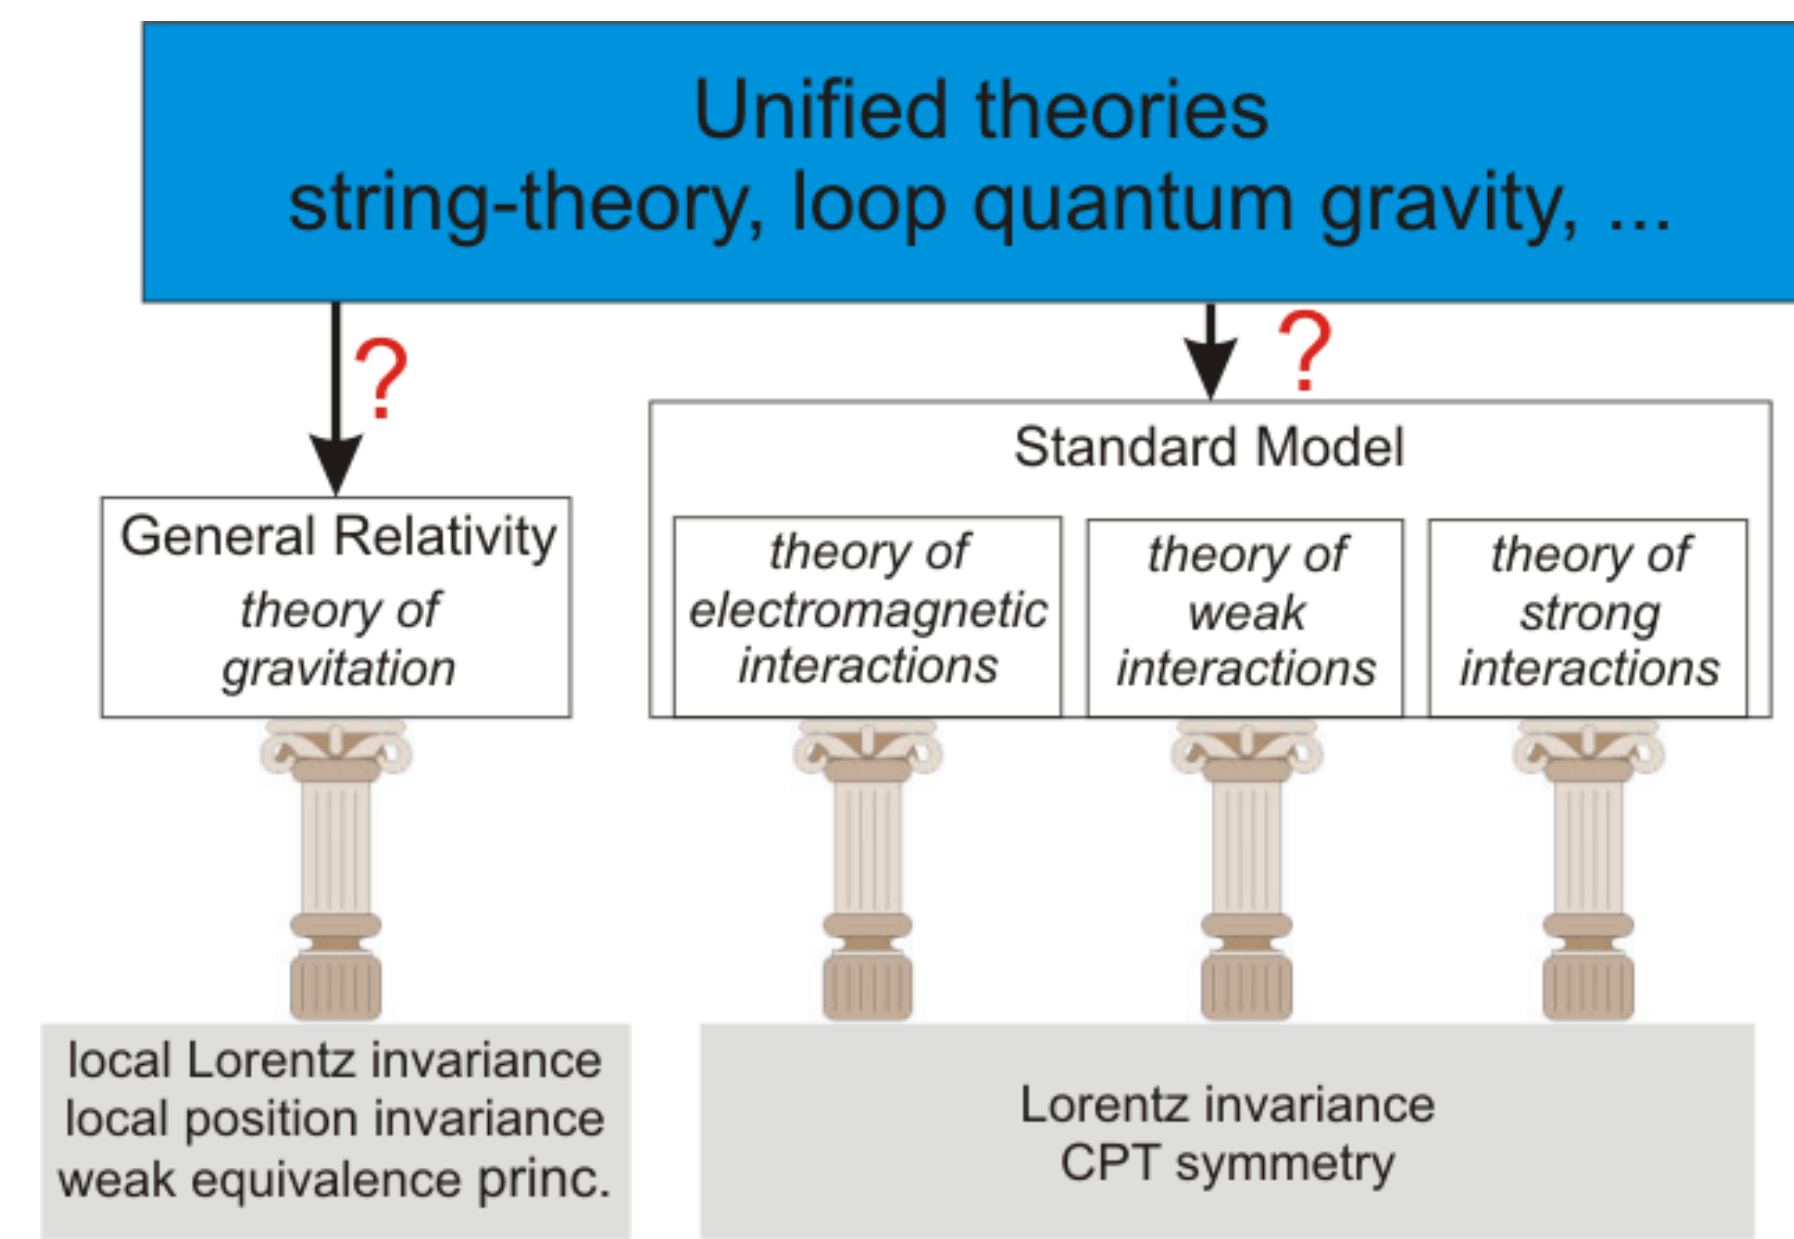 Unified theories
string-theory, loop quantum gravity, ...
?
?
Standard Model
General Relativity
theory of
gravitation
theory of
electromagnetic
interactions
theory of
weak
interactions
theory of
strong
interactions
local Lorentz invariance
local position invariance
weak equivalence princ.
Lorentz invariance
CPT symmetry